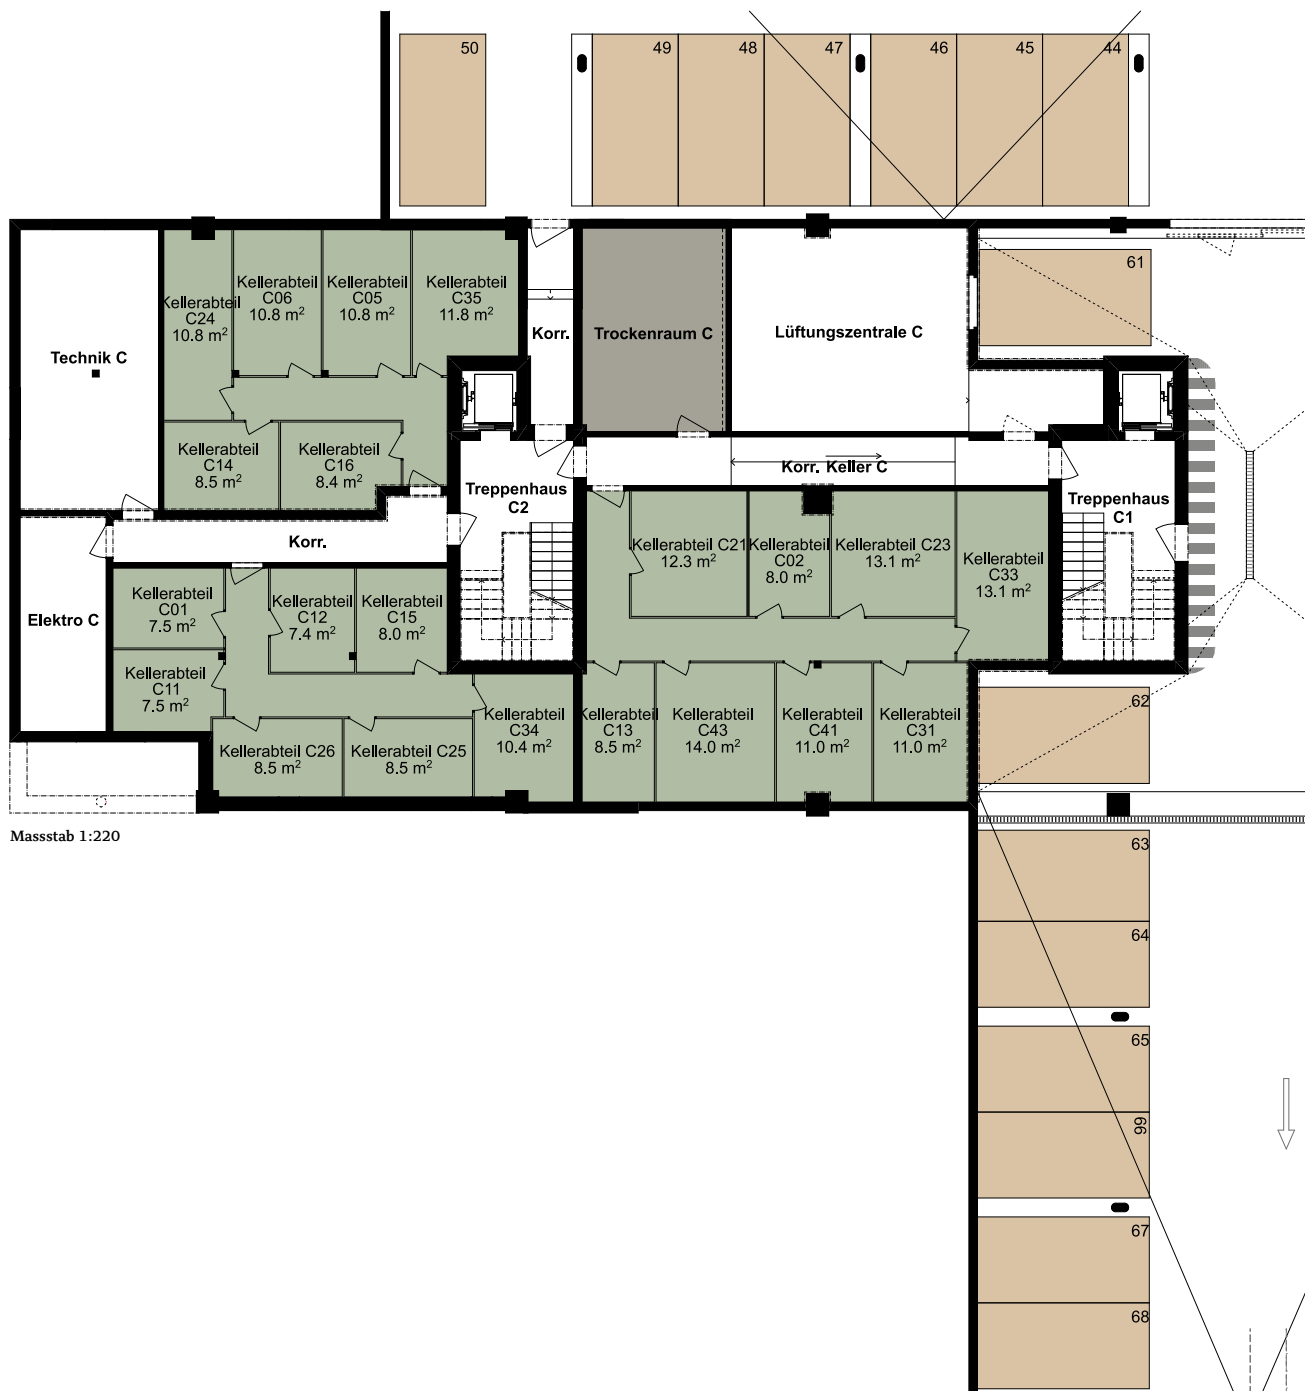 50
49
48
47
46
45
44
61
Kellerabteil
C24
10.8 m²
Kellerabteil
C06
10.8 m²
Kellerabteil
C05
10.8 m²
Kellerabteil
C35
11.8 m²
Technik C
Korr.
Trockenraum C
Lüftungszentrale C
Kellerabteil
C14
8.5 m²
Kellerabteil
C16
8.4 m²
Treppenhaus
C2
Korr. Keller C
Treppenhaus
C1
Korr.
Kellerabteil C21
12.3 m²
Kellerabteil
C02
8.0 m²
Kellerabteil C23
13.1 m²
Kellerabteil
C33
13.1 m²
Elektro C
Kellerabteil
C01
7.5 m²
Kellerabteil
C12
7.4 m²
Kellerabteil
C15
8.0 m²
Kellerabteil
C11
7.5 m²
Kellerabteil C26
8.5 m²
Kellerabteil C25
8.5 m²
Kellerabteil
C34
10.4 m²
Kellerabteil
C13
8.5 m²
Kellerabteil
C43
14.0 m²
Kellerabteil
C41
11.0 m²
Kellerabteil
C31
11.0 m²
62
Massstab 1:220
63
64
65
66
67
68